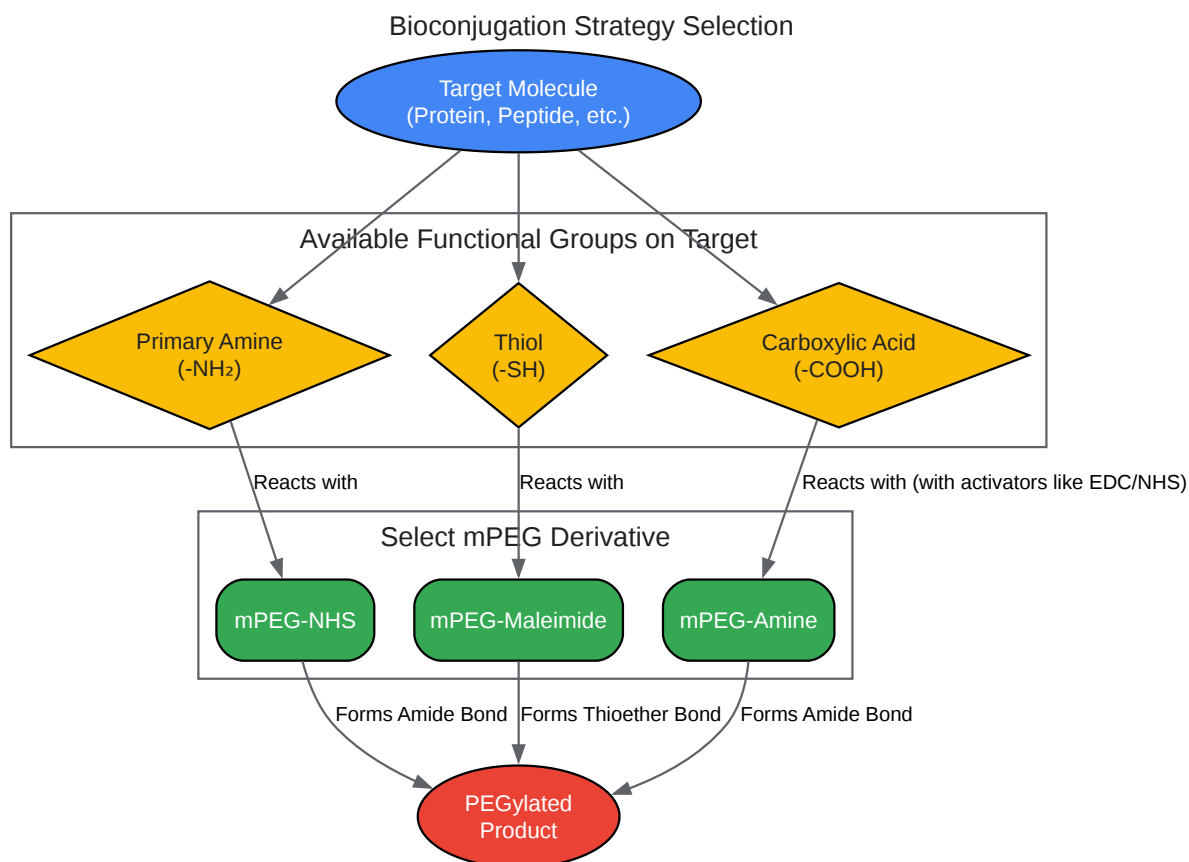 Bioconjugation Strategy Selection
Target Molecule
(Protein, Peptide, etc.)
Available Functional Groups on Target
Primary Amine
(-NH₂)
Thiol
(-SH)
Carboxylic Acid
(-COOH)
Reacts with
Reacts with
Reacts with (with activators like EDC/NHS)
Select mPEG Derivative
mPEG-NHS
mPEG-Maleimide
mPEG-Amine
Forms Amide Bond
Forms Thioether Bond
Forms Amide Bond
PEGylated
Product